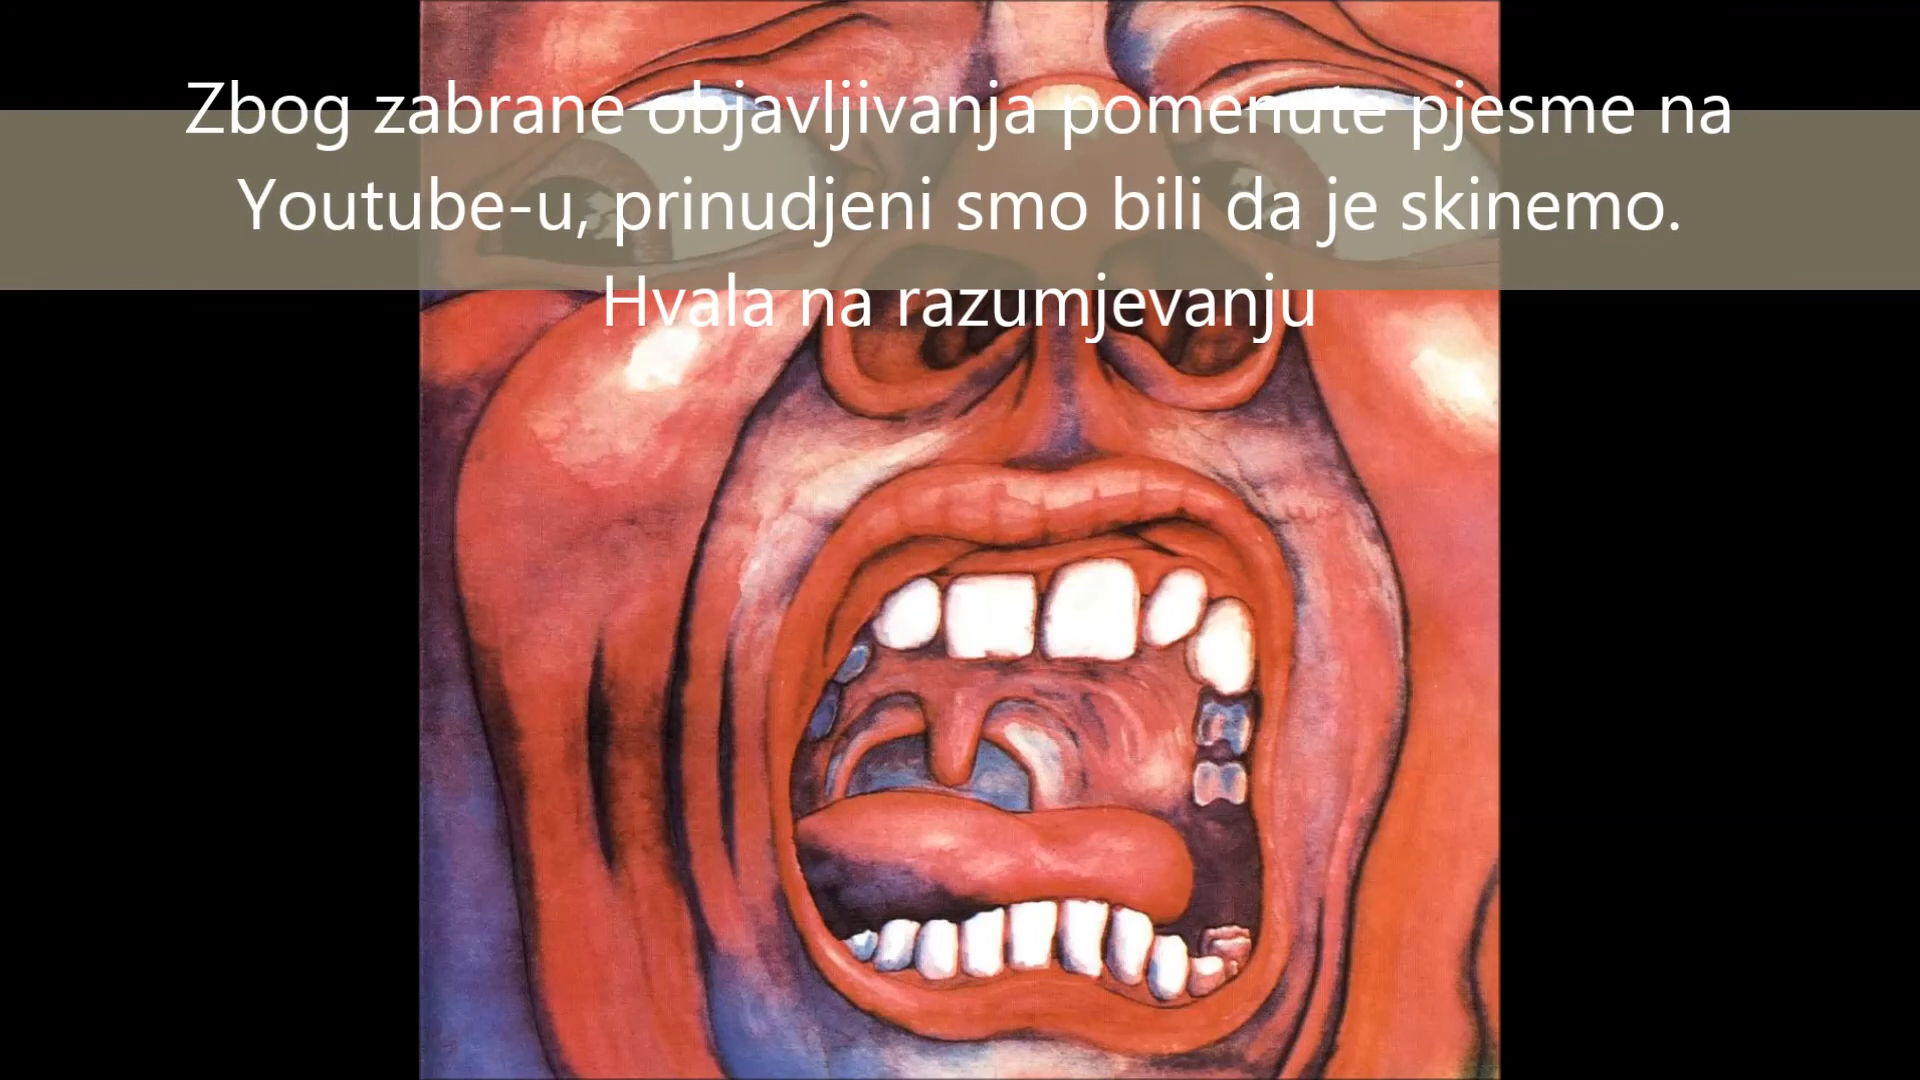 Zbog zabrane objavljivanja pomenute pjesme na
Youtube-u, prinudjeni smo bili da je skinemo.
Hvala na razumjevanju